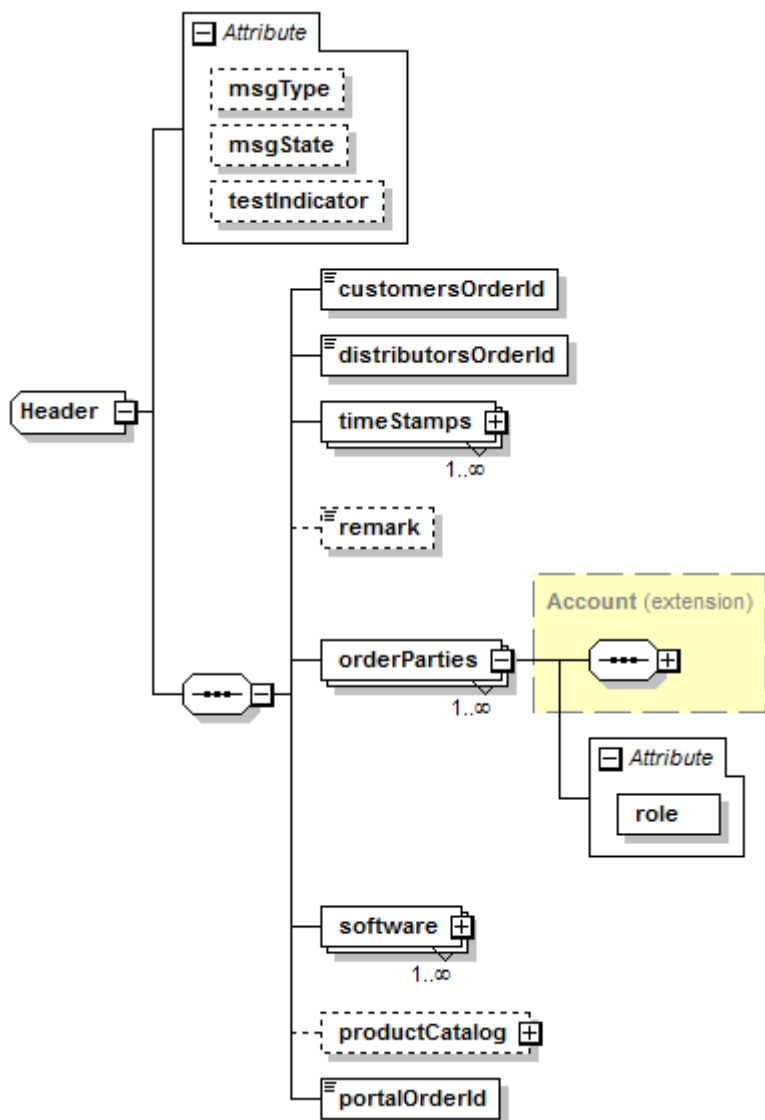 Attribute
msgType
msgState
testIndicator
customersOrderId
distributorsOrderId
Header
timeStamps
1..∞
remark
Account (extension)
orderParties
1..∞
Attribute
role
software
1..∞
productCatalog
portalOrderId